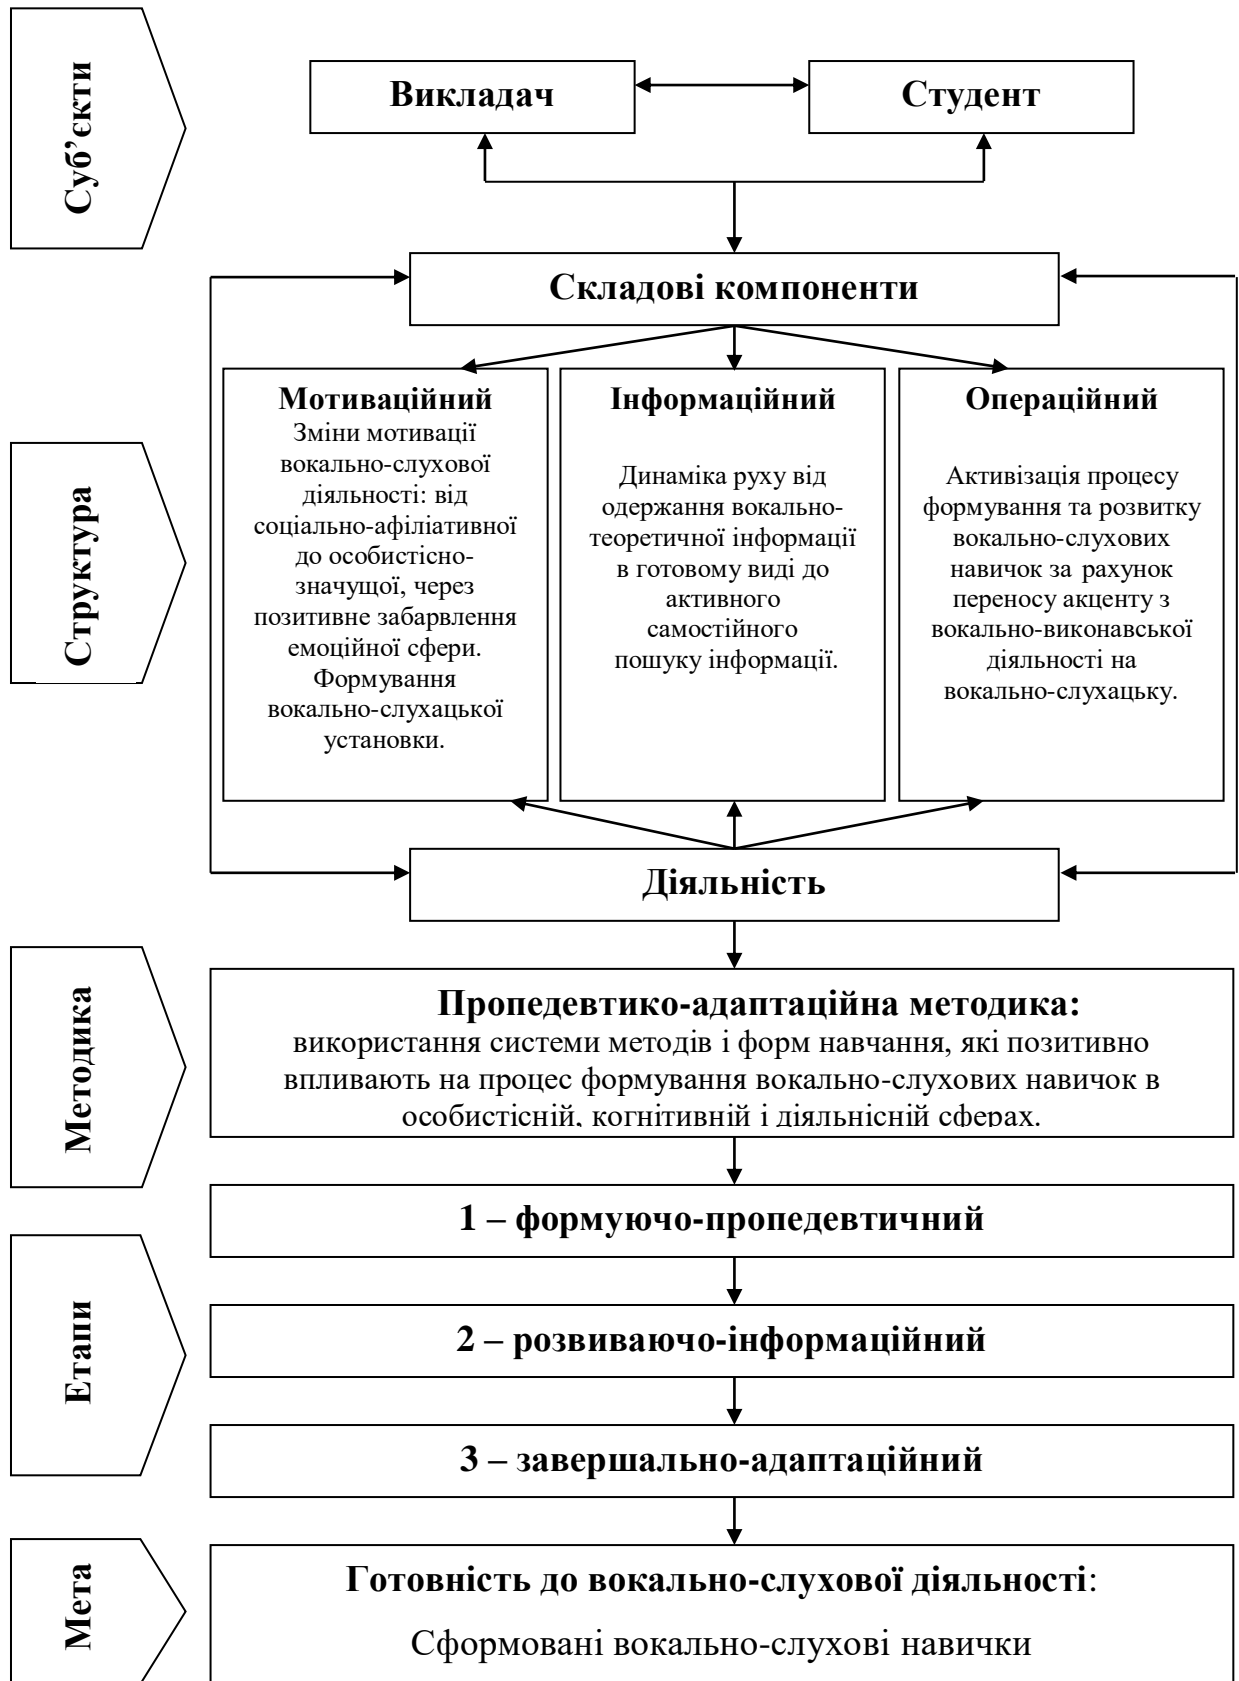 Суб’єкти
Викладач
Студент
Складові компоненти
Структура
Мотиваційний
Зміни мотивації
вокально-слухової
діяльності: від
соціально-афіліативної
до особистісно-
значущої, через
позитивне забарвлення
емоційної сфери.
Формування
вокально-слухацької
установки.
Інформаційний
Динаміка руху від
одержання вокально-
теоретичної інформації
в готовому виді до
активного
самостійного
пошуку інформації.
Операційний
Активізація процесу
формування та розвитку
вокально-слухових
навичок за рахунок
переносу акценту з
вокально-виконавської
діяльності на
вокально-слухацьку.
Діяльність
Методика
Пропедевтико-адаптаційна методика:
використання системи методів і форм навчання, які позитивно
впливають на процес формування вокально-слухових навичок в
особистісній, когнітивній і діяльнісній сферах.
Етапи
1 – формуючо-пропедевтичний
2 – розвиваючо-інформаційний
3 – завершально-адаптаційний
Мета
Готовність до вокально-слухової діяльності:
Сформовані вокально-слухові навички